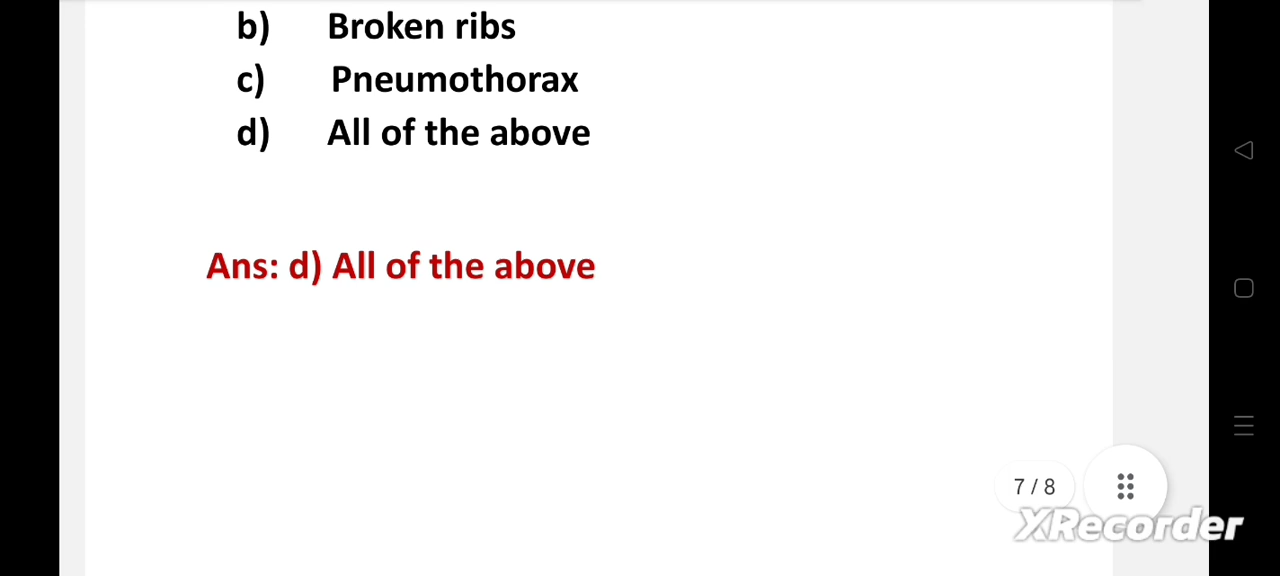 b) Broken ribs
c) Pneumothorax
d) All of the above
Ans: d) All of the above
7 / 8
XRecorder